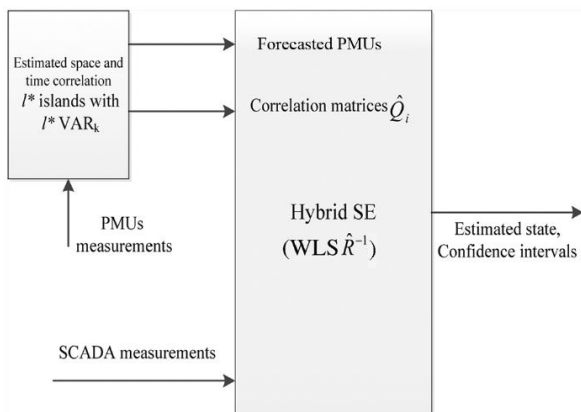 Estimated space and
time correlation
l* islands with
l* VARₖ
PMUs
measurements
SCADA measurements
Forecasted PMUs
Correlation matrices Q̂ᵢ
Hybrid SE
(WLS R̂⁻¹)
Estimated state,
Confidence intervals